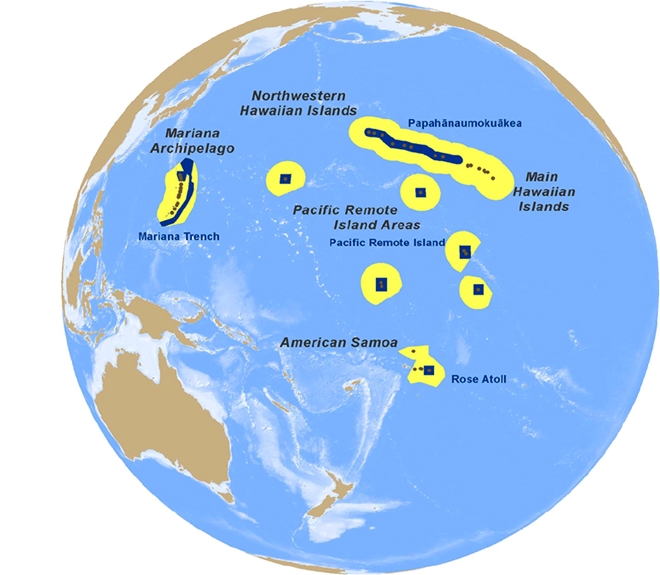 Northwestern
Hawaiian Islands
Papahānaumokuākea
Mariana
Archipelago
Main
Hawaiian
Islands
Pacific Remote
Island Areas
Mariana Trench
Pacific Remote Island
American Samoa
Rose Atoll